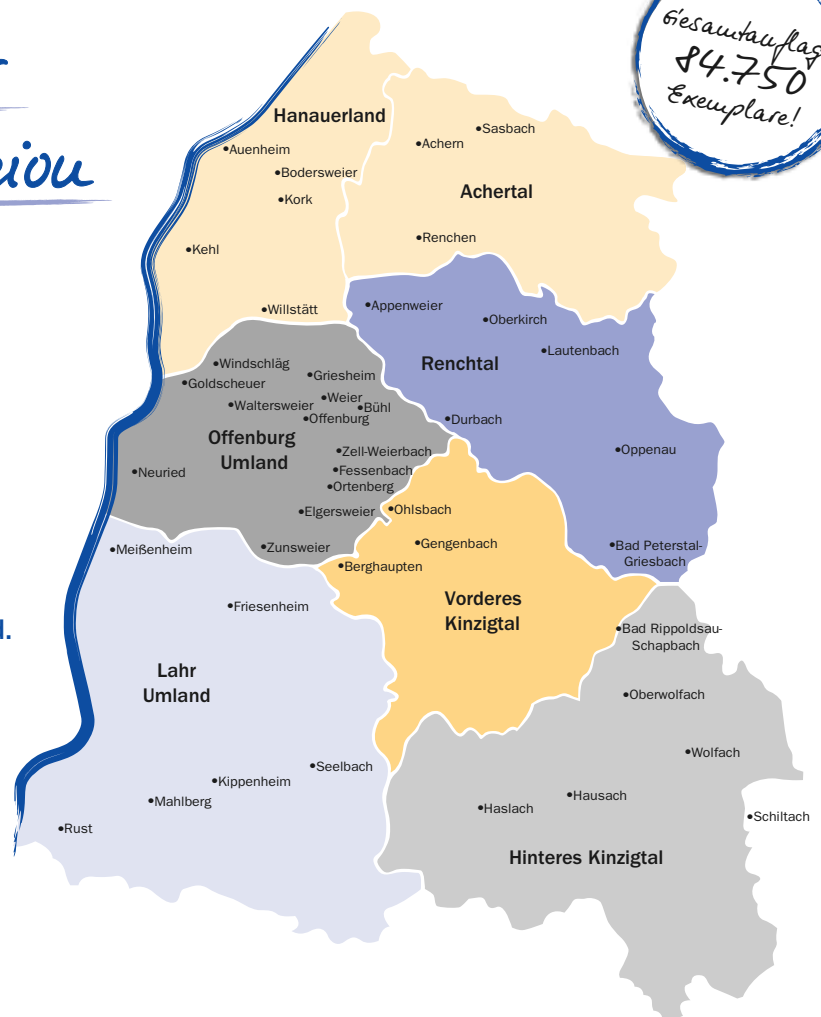 Gesamtauflag
84.750
Exemplare!
Hanauerland
Auenheim
Bodersweier
Kork
Kehl
Willstätt
Sasbach
Achern
Achertal
Renchen
Appenweier
Oberkirch
Lautenbach
Renchtal
Durbach
Oppenau
Bad Peterstal-
Griesbach
Windschläg
Goldscheuer
Griesheim
Weier
Waltersweier
Bühl
Offenburg
Offenburg
Umland
Zell-Weierbach
Neuried
Fessenbach
Ortenberg
Elgersweier
Zunsweier
Ohlsbach
Gengenbach
Berghaupten
Vorderes
Kinzigtal
Meißenheim
Friesenheim
Lahr
Umland
Seelbach
Kippenheim
Mahlberg
Rust
Bad Rippoldsau-
Schapbach
Oberwolfach
Wolfach
Hausach
Haslach
Schiltach
Hinteres Kinzigtal